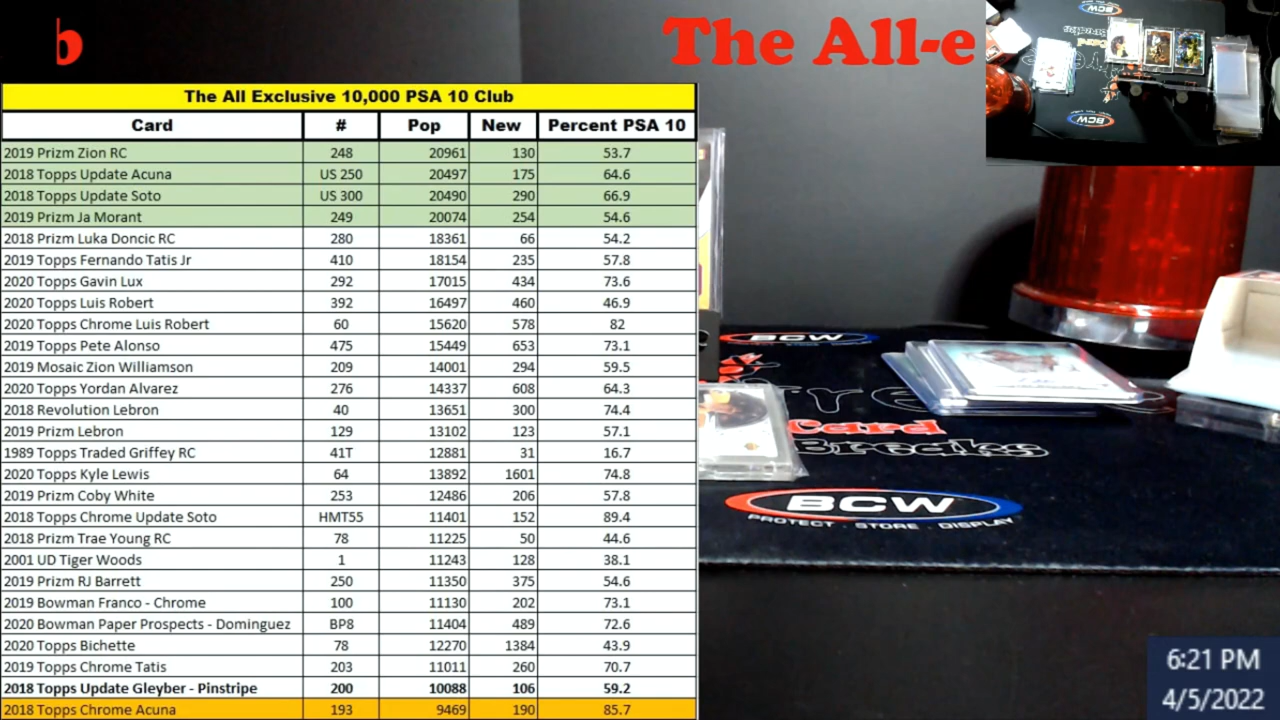 b
The All-e
The All Exclusive 10,000 PSA 10 Club
Card # Pop New Percent PSA 10
2019 Prizm Zion RC 248 20961 130 53.7
2018 Topps Update Acuna US 250 20497 175 64.6
2018 Topps Update Soto US 300 20490 290 66.9
2019 Prizm Ja Morant 249 20074 254 54.6
2018 Prizm Luka Doncic RC 280 18361 66 54.2
2019 Topps Fernando Tatis Jr 410 18154 235 57.8
2020 Topps Gavin Lux 292 17015 434 73.6
2020 Topps Luis Robert 392 16497 460 46.9
2020 Topps Chrome Luis Robert 60 15620 578 82
2019 Topps Pete Alonso 475 15449 653 73.1
2019 Mosaic Zion Williamson 209 14001 294 59.5
2020 Topps Yordan Alvarez 276 14337 608 64.3
2018 Revolution Lebron 40 13651 300 74.4
2019 Prizm Lebron 129 13102 123 57.1
1989 Topps Traded Griffey RC 41T 12881 31 16.7
2020 Topps Kyle Lewis 64 13892 1601 74.8
2019 Prizm Coby White 253 12486 206 57.8
2018 Topps Chrome Update Soto HMT55 11401 152 89.4
2018 Prizm Trae Young RC 78 11225 50 44.6
2001 UD Tiger Woods 1 11243 128 38.1
2019 Prizm RJ Barrett 250 11350 375 54.6
2019 Bowman Franco - Chrome 100 11130 202 73.1
2020 Bowman Paper Prospects - Dominguez BP8 11404 489 72.6
2020 Topps Bichette 78 12270 1384 43.9
2019 Topps Chrome Tatis 203 11011 260 70.7
2018 Topps Update Gleyber - Pinstripe 200 10088 106 59.2
2018 Topps Chrome Acuna 193 9469 190 85.7
BCW
BCW
BCW
Card
Breaks
BCW
PROTECT · STORE · DISPLAY
6:21 PM
4/5/2022